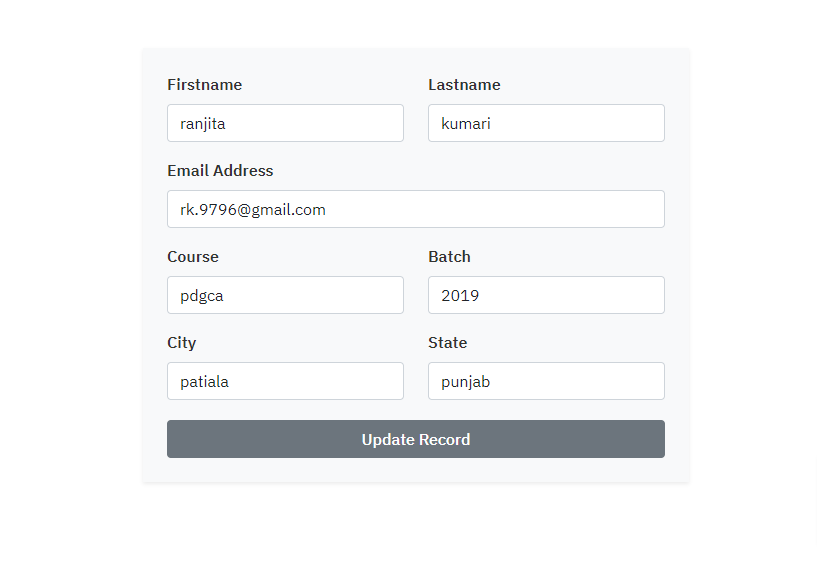 Firstname Lastname
ranjita kumari
Email Address
rk.9796@gmail.com
Course Batch
pdgca 2019
City State
patiala punjab
Update Record